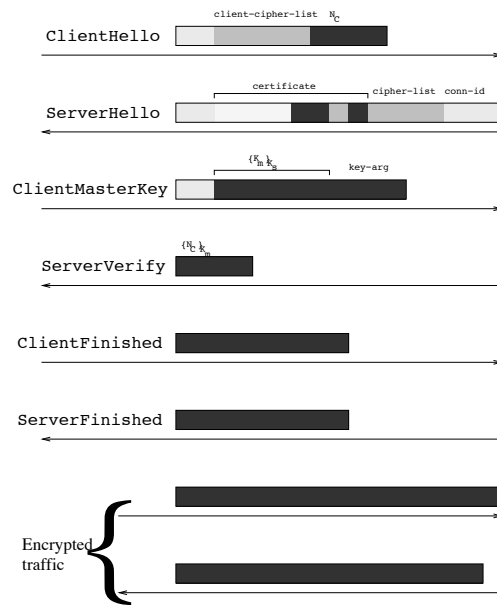 client-cipher-list N_C
ClientHello
certificate cipher-list conn-id
ServerHello
{K_m}K_s key-arg
ClientMasterKey
{N_C}K_m
ServerVerify
ClientFinished
ServerFinished
Encrypted
traffic